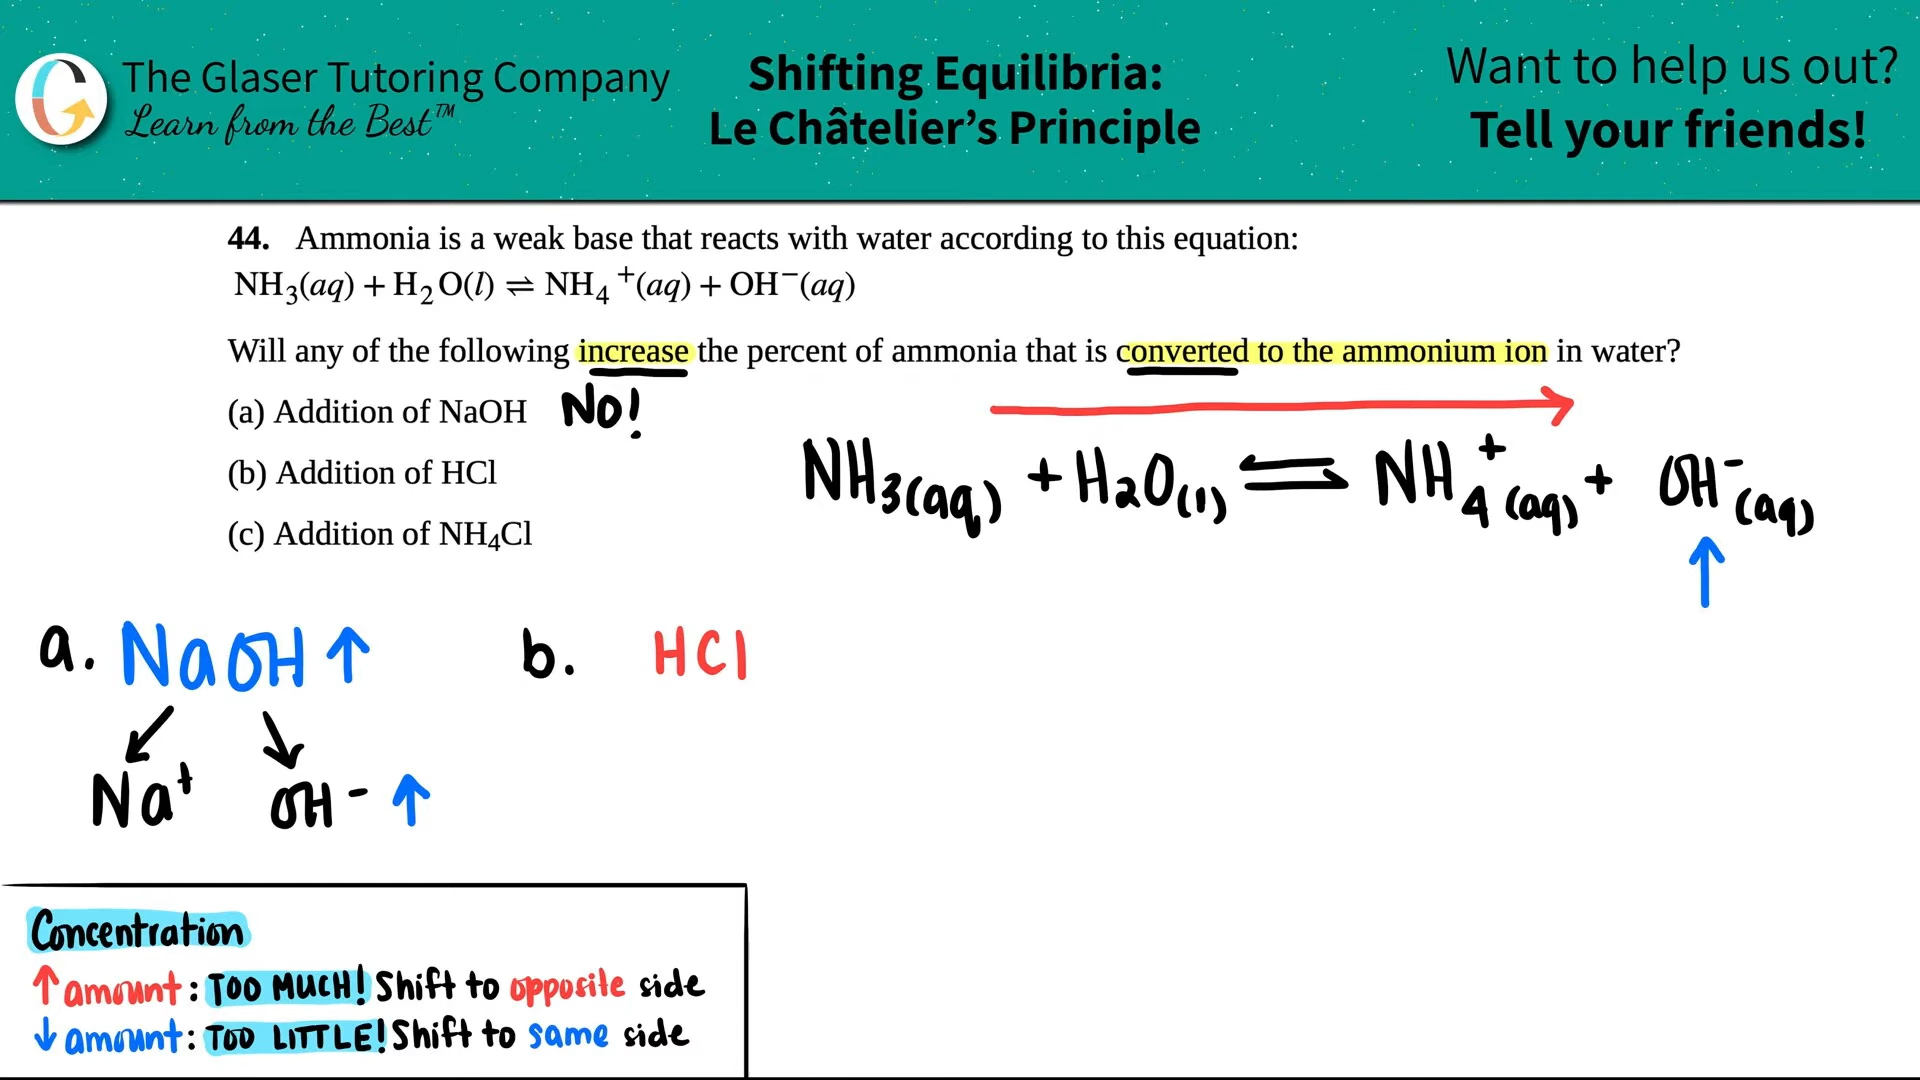 The Glaser Tutoring Company
Learn from the Best™
Shifting Equilibria:
Le Châtelier’s Principle
Want to help us out?
Tell your friends!
44. Ammonia is a weak base that reacts with water according to this equation:
NH₃(aq) + H₂O(l) ⇌ NH₄⁺(aq) + OH⁻(aq)
Will any of the following increase the percent of ammonia that is converted to the ammonium ion in water?
(a) Addition of NaOH NO!
(b) Addition of HCl
(c) Addition of NH₄Cl
NH₃(aq) + H₂O(l) ⇌ NH₄⁺(aq) + OH⁻(aq)
↑
a. NaOH ↑
Na⁺ OH⁻ ↑
b. HCl
Concentration
↑ amount: TOO MUCH! Shift to opposite side
↓ amount: TOO LITTLE! Shift to same side